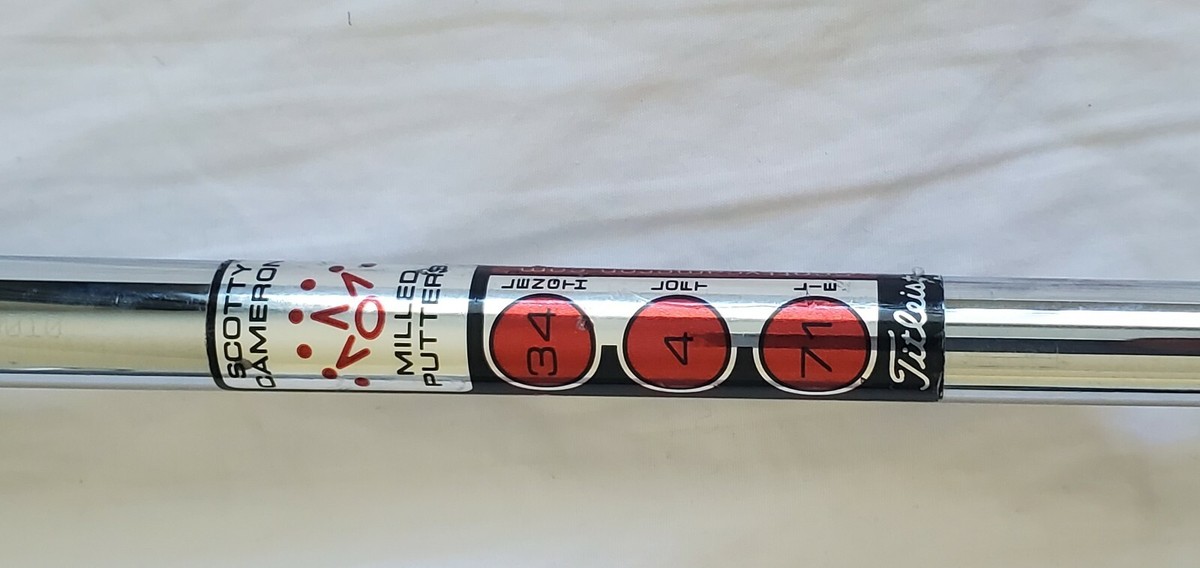 SCOTTY
CAMERON
MILLED
PUTTERS
LENGTH
34
LOFT
4
LIE
71
Titleist